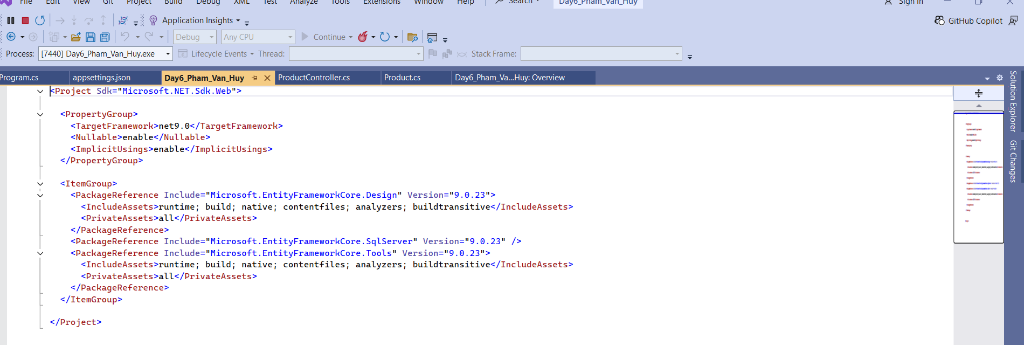 File Edit View Git Project Build Debug XML Test Analyze Tools Extensions Window Help Search Day6_Pham_Van_Huy Sign in
Application Insights
GitHub Copilot
Debug Any CPU Continue
Process: [7440] Day6_Pham_Van_Huy.exe Lifecycle Events Thread: Stack Frame:
Program.cs appsettings.json Day6_Pham_Van_Huy ProductController.cs Product.cs Day6_Pham_Va...Huy: Overview
<Project Sdk="Microsoft.NET.Sdk.Web">
<PropertyGroup>
<TargetFramework>net9.0</TargetFramework>
<Nullable>enable</Nullable>
<ImplicitUsings>enable</ImplicitUsings>
</PropertyGroup>
<ItemGroup>
<PackageReference Include="Microsoft.EntityFrameworkCore.Design" Version="9.0.23">
<IncludeAssets>runtime; build; native; contentfiles; analyzers; buildtransitive</IncludeAssets>
<PrivateAssets>all</PrivateAssets>
</PackageReference>
<PackageReference Include="Microsoft.EntityFrameworkCore.SqlServer" Version="9.0.23" />
<PackageReference Include="Microsoft.EntityFrameworkCore.Tools" Version="9.0.23">
<IncludeAssets>runtime; build; native; contentfiles; analyzers; buildtransitive</IncludeAssets>
<PrivateAssets>all</PrivateAssets>
</PackageReference>
</ItemGroup>
</Project>
Solution Explorer
Git Changes